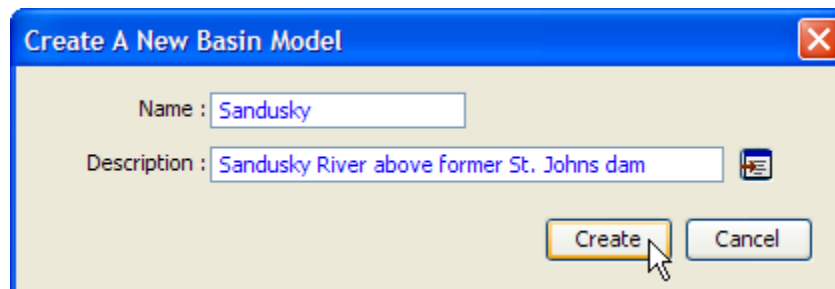 Create A New Basin Model
Name : Sandusky
Description : Sandusky River above former St. Johns dam
Create Cancel